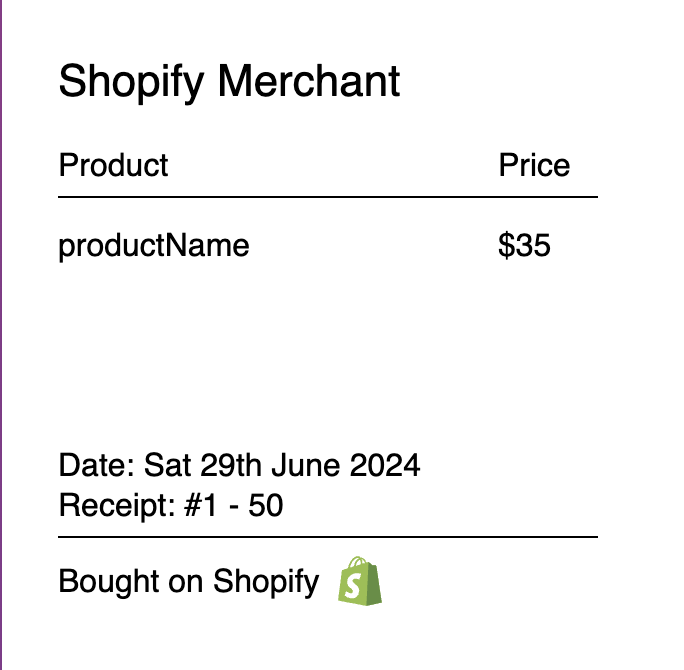 Shopify Merchant
Product Price
productName $35
Date: Sat 29th June 2024
Receipt: #1 - 50
Bought on Shopify